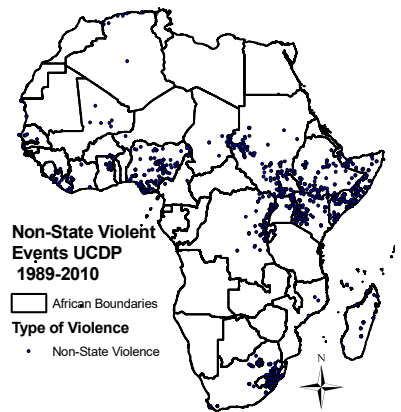 Non-State Violent
Events UCDP
1989-2010
African Boundaries
Type of Violence
Non-State Violence
N